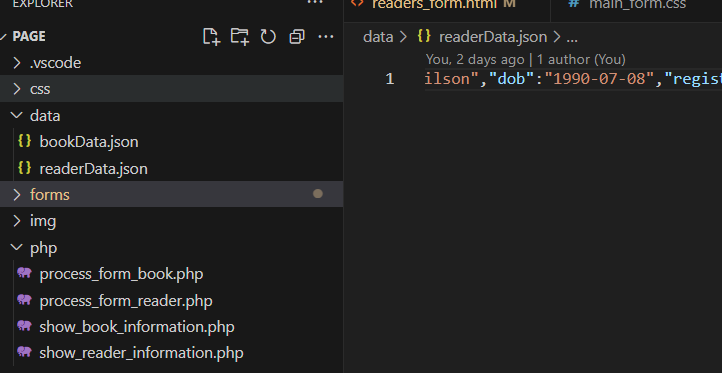 EXPLORER
PAGE
.vscode
css
data
bookData.json
readerData.json
forms
img
php
process_form_book.php
process_form_reader.php
show_book_information.php
show_reader_information.php
readers_form.html M
# main_form.css
data > {} readerData.json > ...
You, 2 days ago | 1 author (You)
1 ilson","dob":"1990-07-08","regist